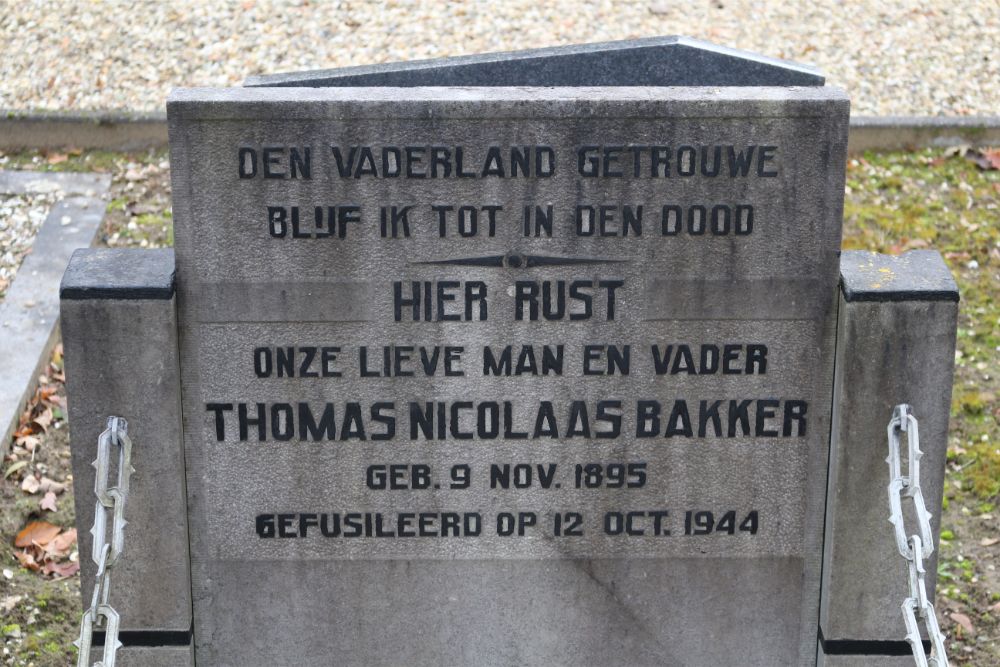 DEN VADERLAND GETROUWE
BLIJF IK TOT IN DEN DOOD
HIER RUST
ONZE LIEVE MAN EN VADER
THOMAS NICOLAAS BAKKER
GEB. 9 NOV. 1895
GEFUSILEERD OP 12 OCT. 1944